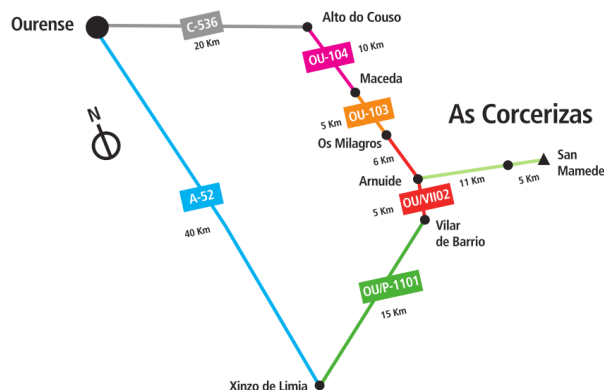 Ourense
C-536
20 Km
Alto do Couso
OU-104
10 Km
Maceda
N
OU-103
5 Km
As Corcerizas
Os Milagros
6 Km
San
Mamede
Arnuide
11 Km
5 Km
A-52
40 Km
OU/VII02
5 Km
Vilar
de Barrio
OU/P-1101
15 Km
Xinzo de Limia